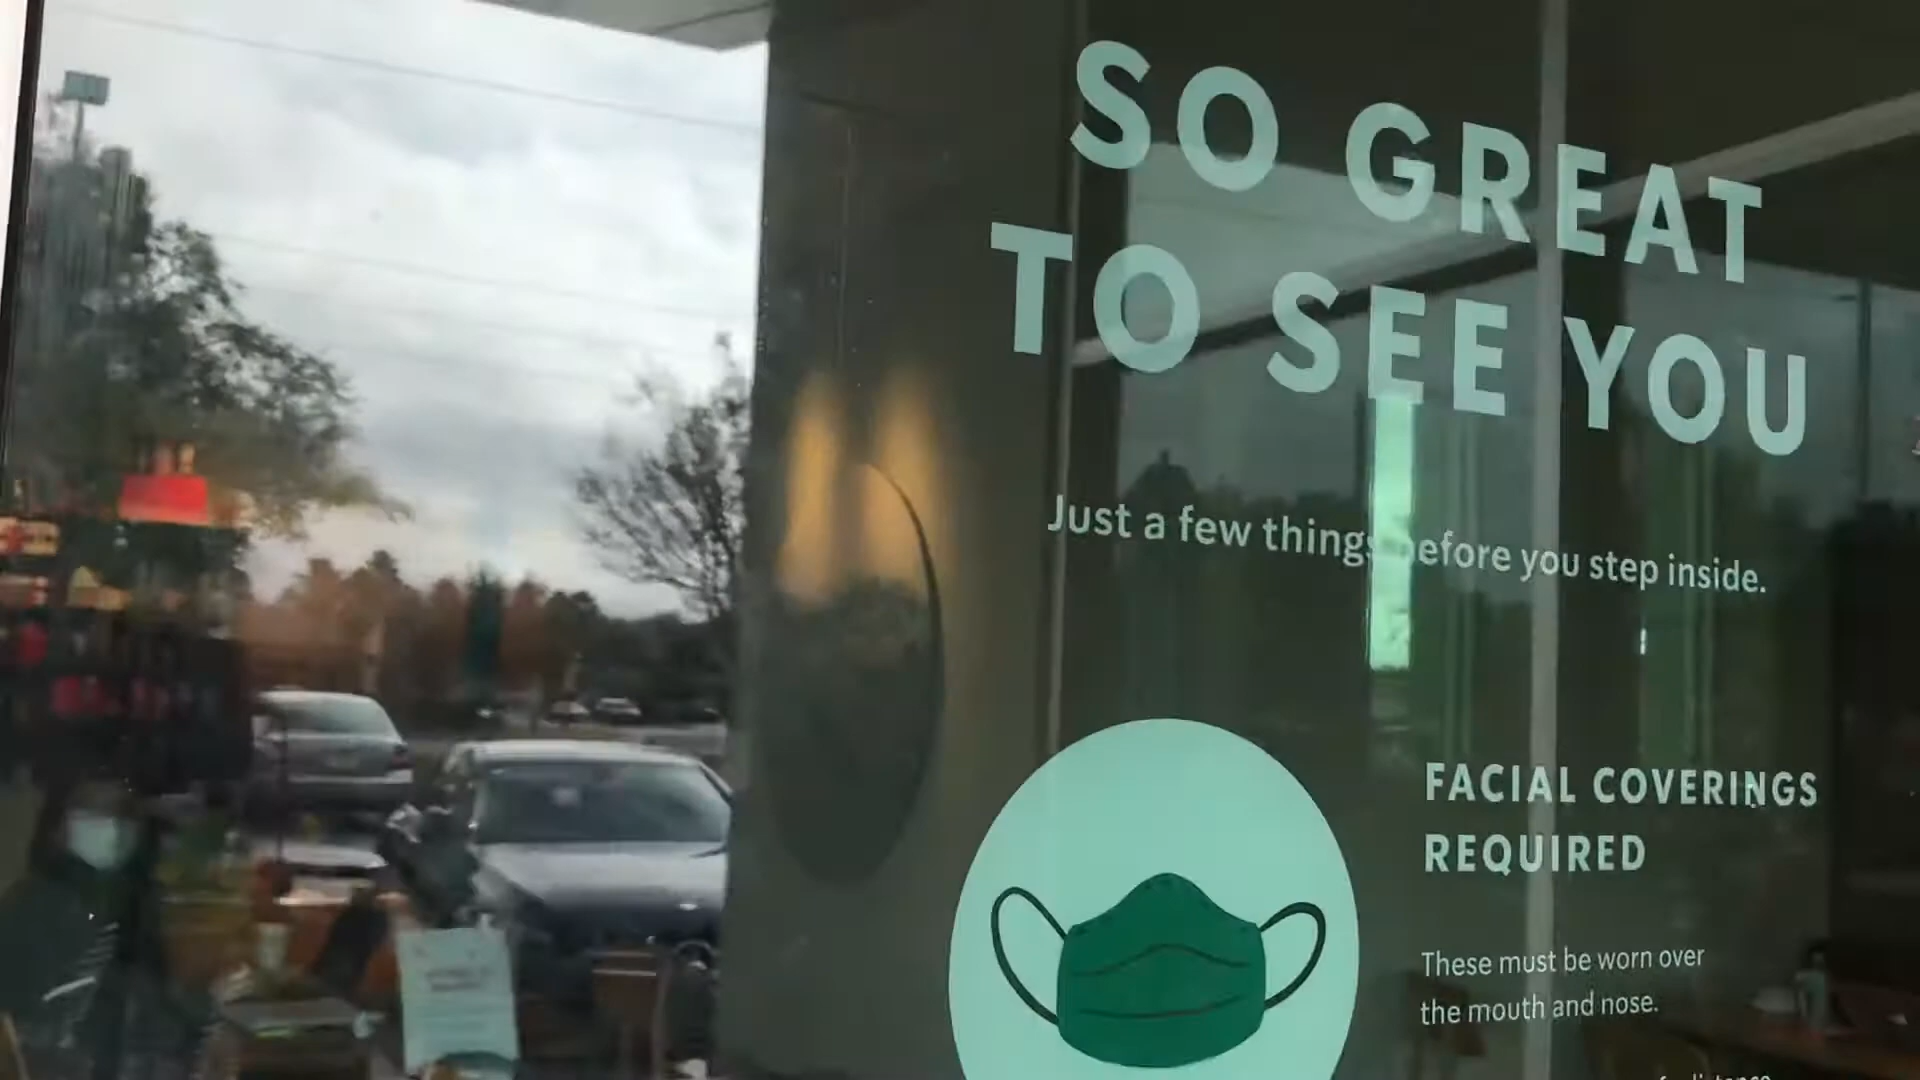 SO GREAT
TO SEE YOU
Just a few things before you step inside.
FACIAL COVERINGS
REQUIRED
These must be worn over
the mouth and nose.